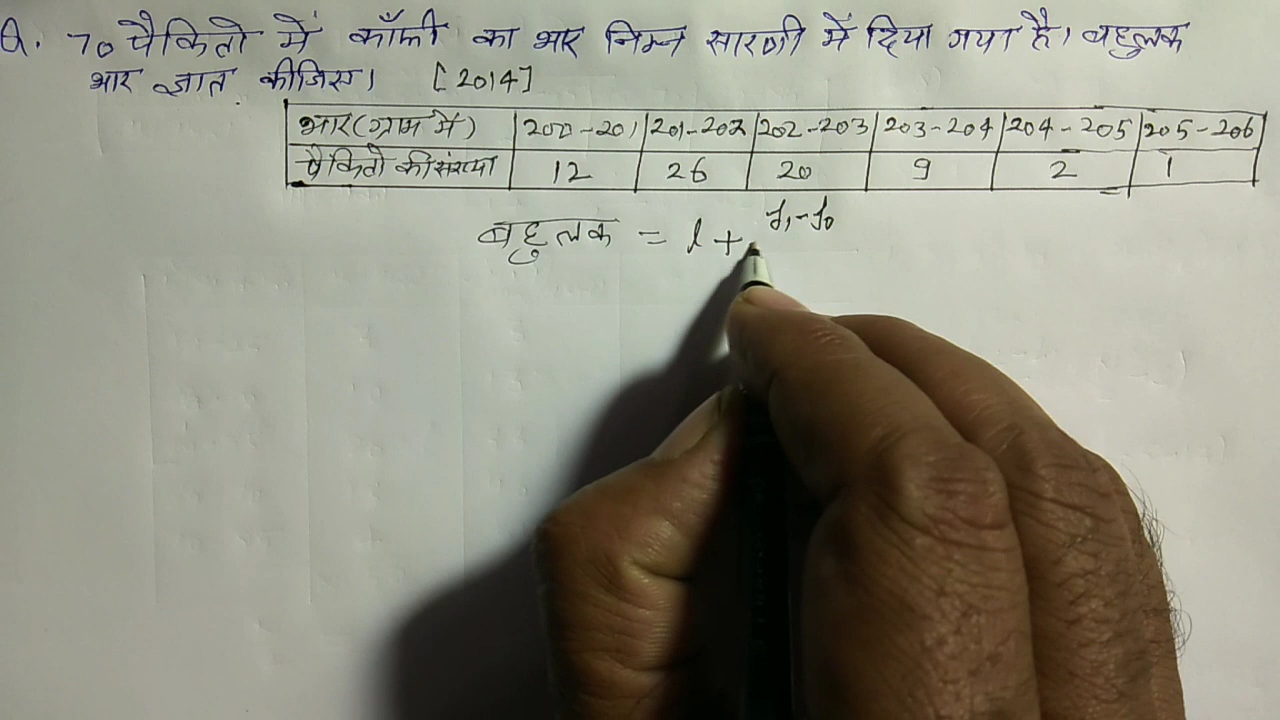 Q. 70 पैकितो में कॉफी का भार निम्न सारणी में दिया गया है। बहुलक
भार ज्ञात कीजिए। [2014]
भार(ग्राम में) 200-201 201-202 202-203 203-204 204-205 205-206
पैकितो की संख्या 12 26 20 9 2 1
बहुलक = l + f₁-f₀